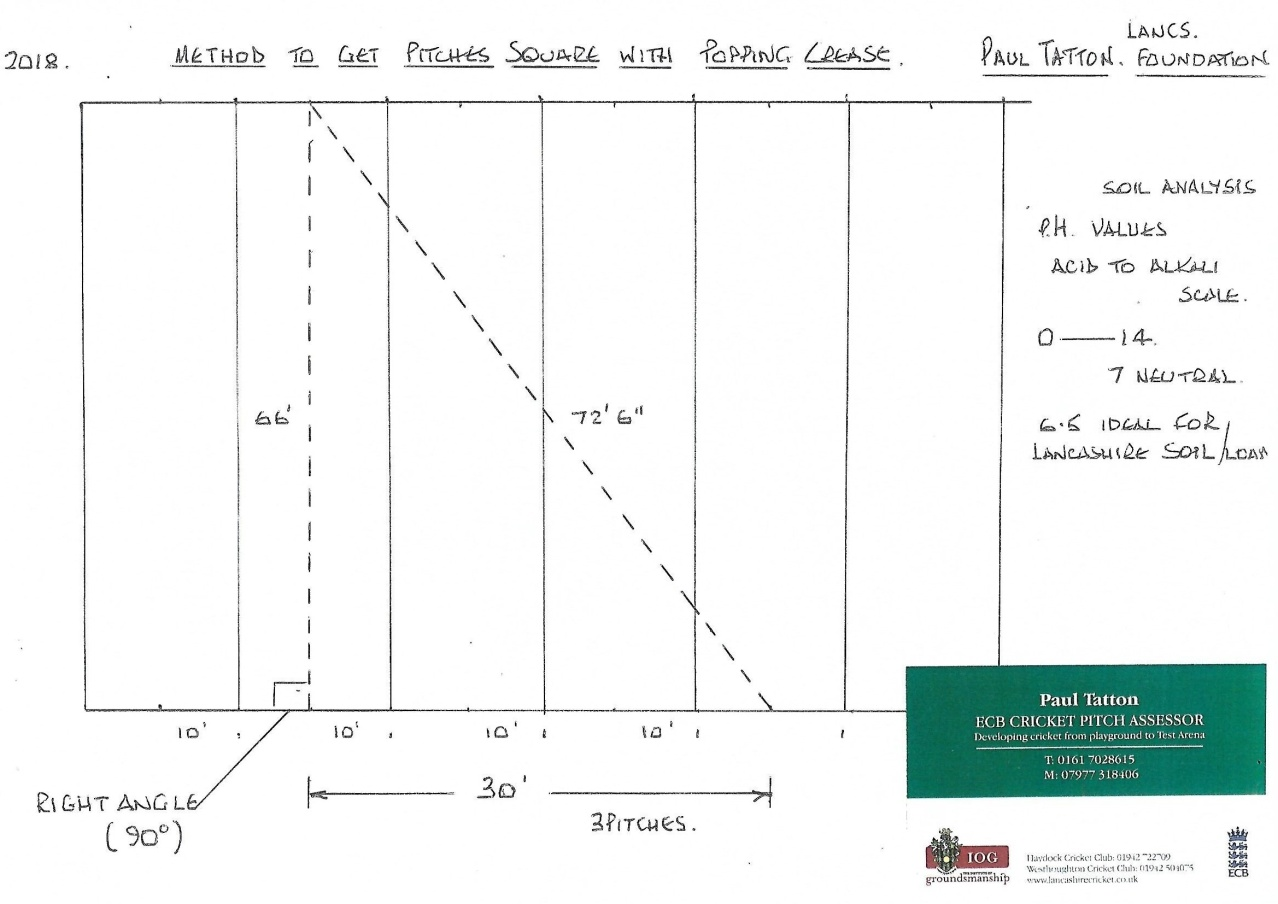 2018.
METHOD TO GET PITCHES SQUARE WITH POPPING CREASE.
PAUL TATTON. LANCS. FOUNDATION
SOIL ANALYSIS
P.H. VALUES
ACID TO ALKALI
SCALE.
0 — 14.
7 NEUTRAL.
6.5 IDEAL FOR
LANCASHIRE SOIL/LOAM
66'
72' 6"
10' 10' 10' 10'
RIGHT ANGLE
(90°)
30'
3 PITCHES.
Paul Tatton
ECB CRICKET PITCH ASSESSOR
Developing cricket from playground to Test Arena
T: 0161 7028615
M: 07977 318406
IOG
THE INSTITUTE OF
groundsmanship
Haydock Cricket Club: 01942 722709
Westhoughton Cricket Club: 01942 504075
www.lancashirecricket.co.uk
ECB